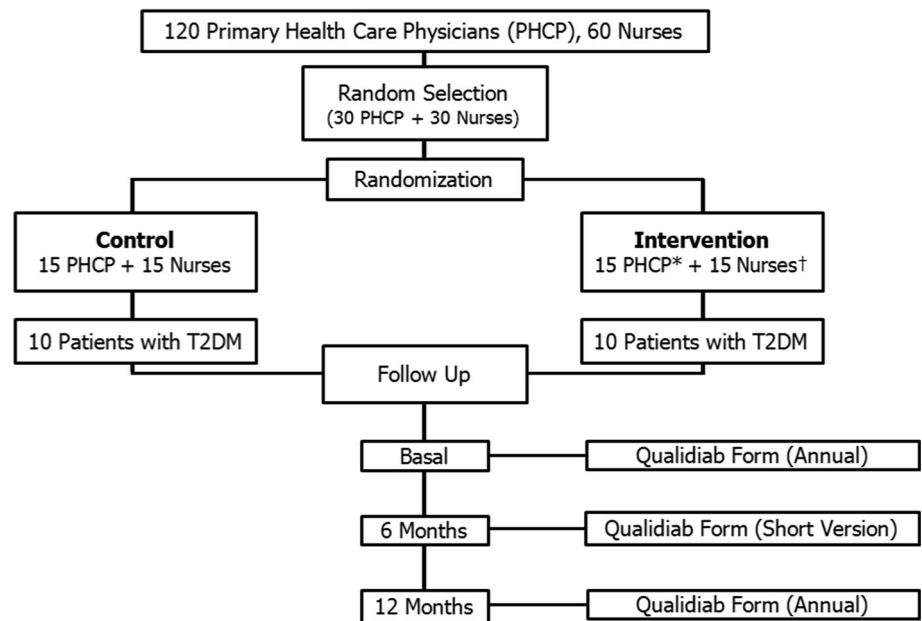 120 Primary Health Care Physicians (PHCP), 60 Nurses
Random Selection
(30 PHCP + 30 Nurses)
Randomization
Control
15 PHCP + 15 Nurses
Intervention
15 PHCP* + 15 Nurses†
10 Patients with T2DM
10 Patients with T2DM
Follow Up
Basal
Qualidiab Form (Annual)
6 Months
Qualidiab Form (Short Version)
12 Months
Qualidiab Form (Annual)